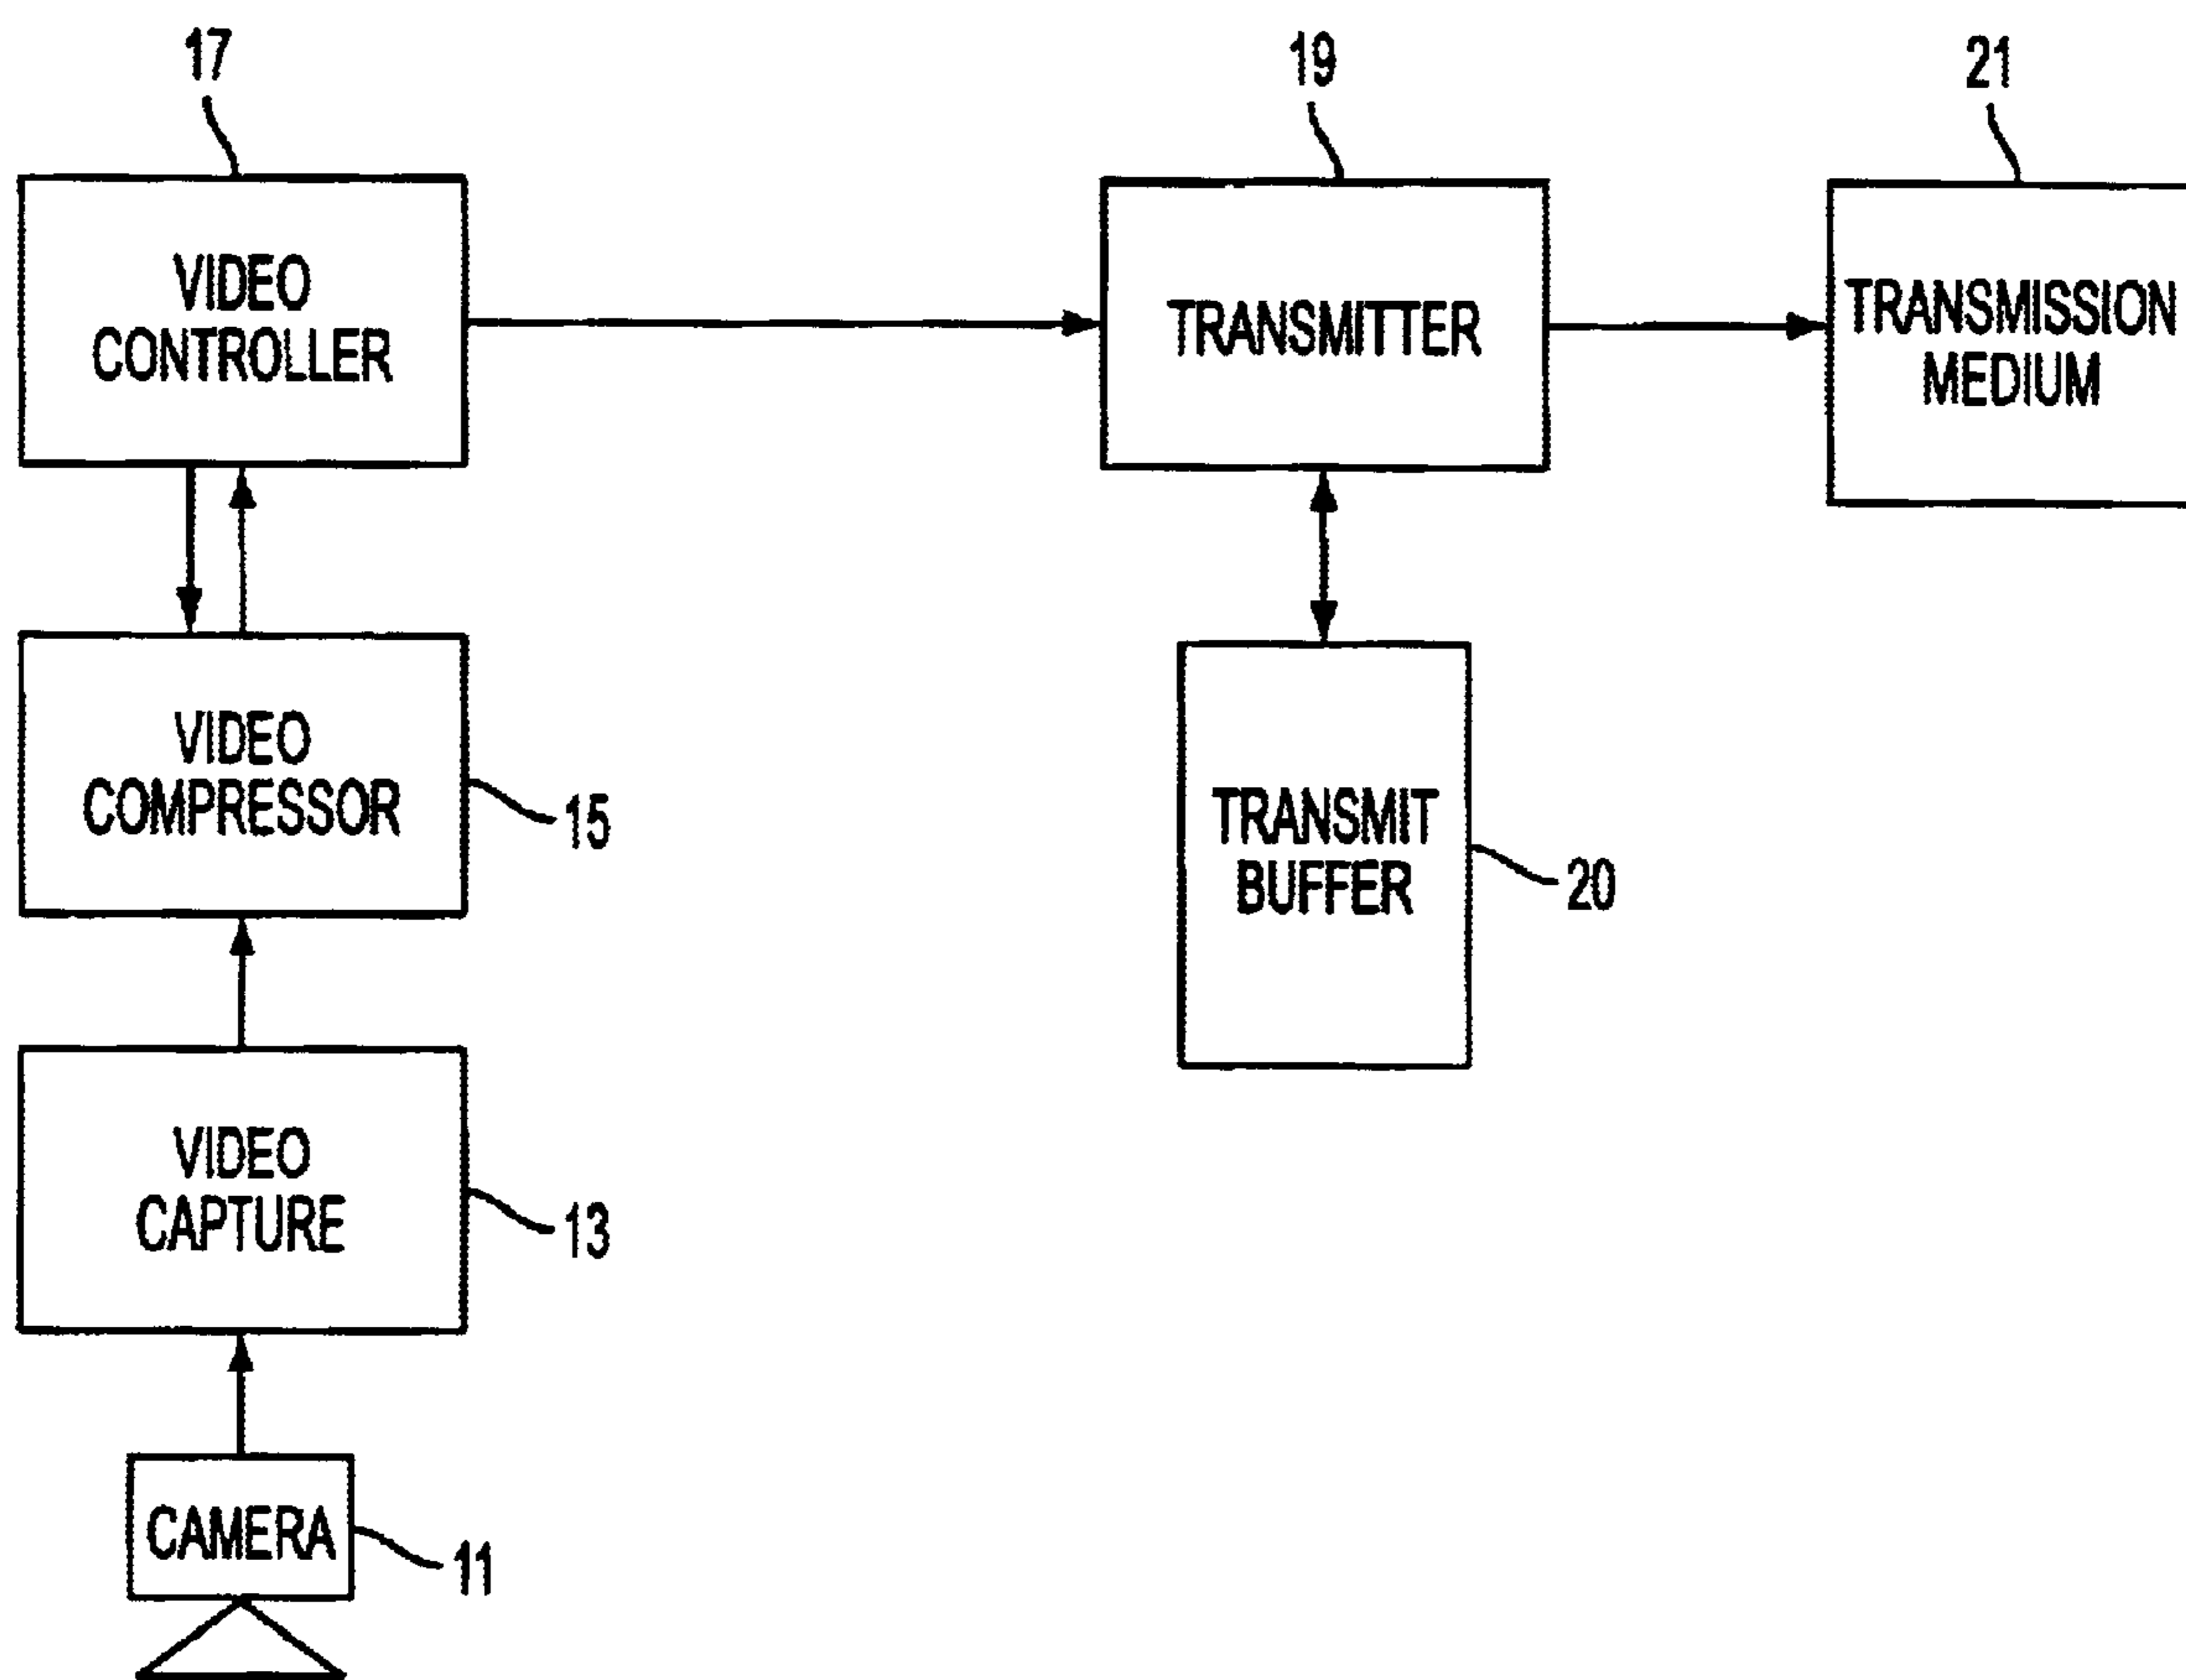 17
19
21
VIDEO
CONTROLLER
TRANSMITTER
TRANSMISSION
MEDIUM
VIDEO
COMPRESSOR
15
TRANSMIT
BUFFER
20
VIDEO
CAPTURE
13
CAMERA
11